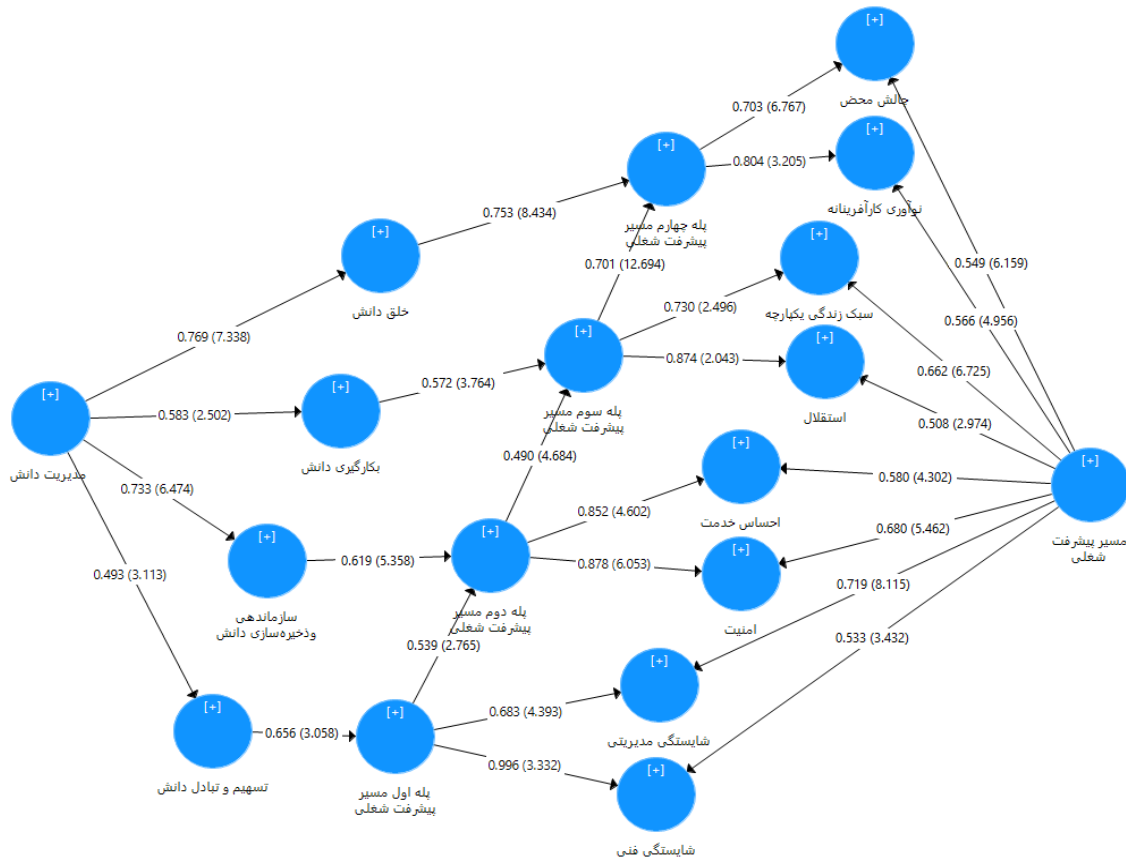 [+]
چالش محض
[+]
نوآوری کارآفرینانه
[+]
پله چهارم مسیر
پیشرفت شغلی
[+]
خلق دانش
[+]
سبک زندگی یکپارچه
[+]
پله سوم مسیر
پیشرفت شغلی
[+]
استقلال
[+]
مدیریت دانش
[+]
بکارگیری دانش
[+]
احساس خدمت
[+]
مسیر پیشرفت
شغلی
[+]
سازماندهی
وذخیره‌سازی دانش
[+]
پله دوم مسیر
پیشرفت شغلی
[+]
امنیت
[+]
شایستگی مدیریتی
[+]
تسهیم و تبادل دانش
[+]
پله اول مسیر
پیشرفت شغلی
[+]
شایستگی فنی
0.703 (6.767)
0.804 (3.205)
0.753 (8.434)
0.701 (12.694)
0.549 (6.159)
0.566 (4.956)
0.730 (2.496)
0.769 (7.338)
0.874 (2.043)
0.662 (6.725)
0.572 (3.764)
0.583 (2.502)
0.508 (2.974)
0.490 (4.684)
0.580 (4.302)
0.733 (6.474)
0.852 (4.602)
0.680 (5.462)
0.619 (5.358)
0.878 (6.053)
0.493 (3.113)
0.719 (8.115)
0.533 (3.432)
0.539 (2.765)
0.683 (4.393)
0.656 (3.058)
0.996 (3.332)